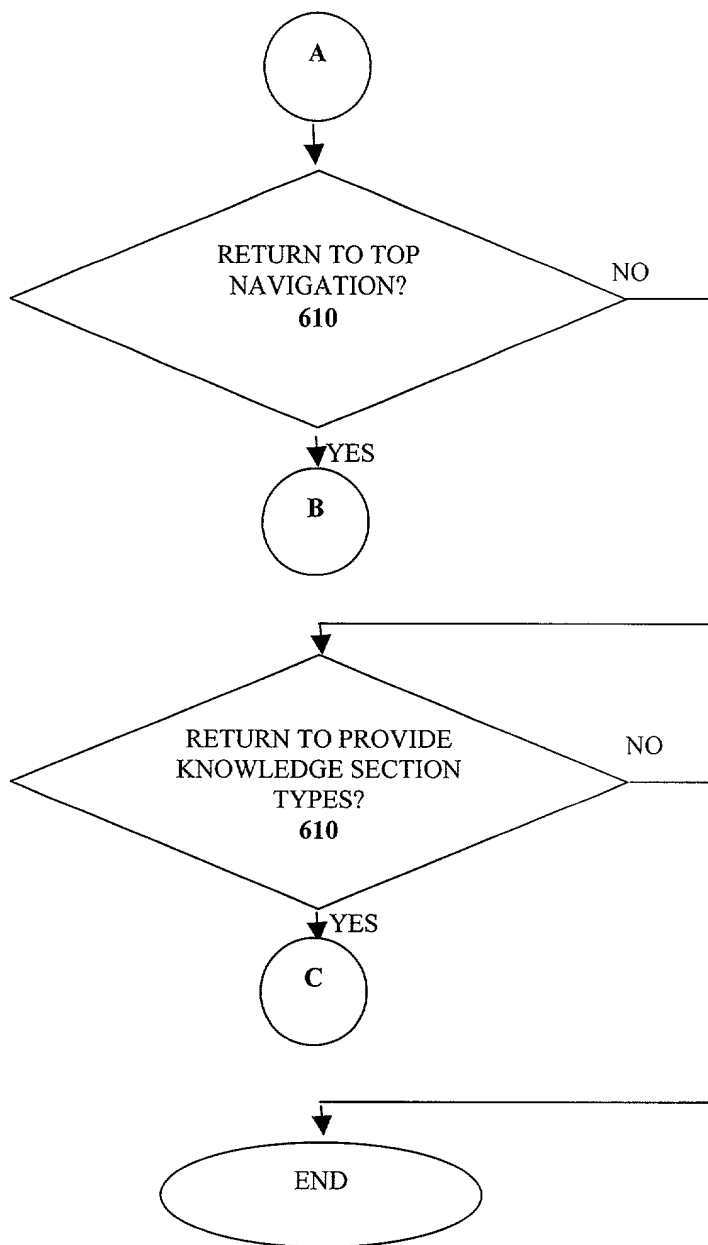 A
RETURN TO TOP
NAVIGATION?
610
NO
YES
B
RETURN TO PROVIDE
KNOWLEDGE SECTION
TYPES?
610
NO
YES
C
END